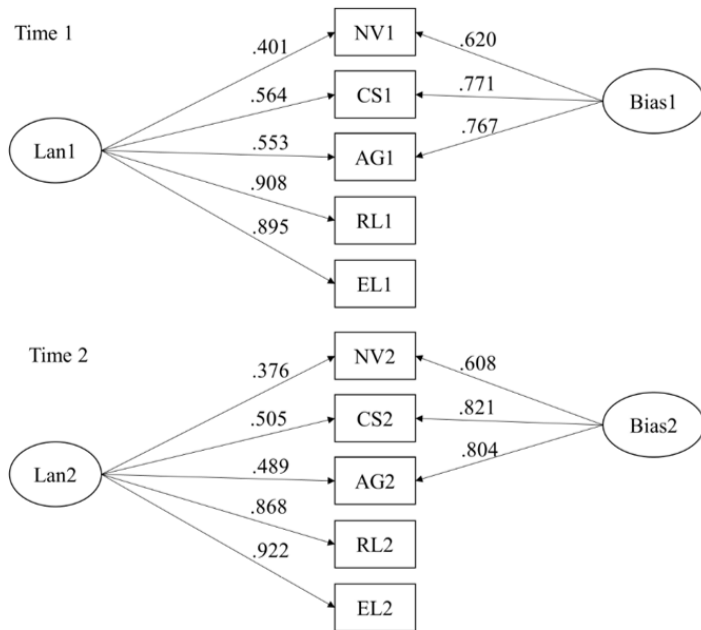 Time 1
NV1
.401
.620
CS1
.564
.771
Bias1
Lan1
AG1
.553
.767
RL1
.908
EL1
.895
Time 2
NV2
.376
.608
CS2
.505
.821
Bias2
Lan2
AG2
.489
.804
RL2
.868
EL2
.922